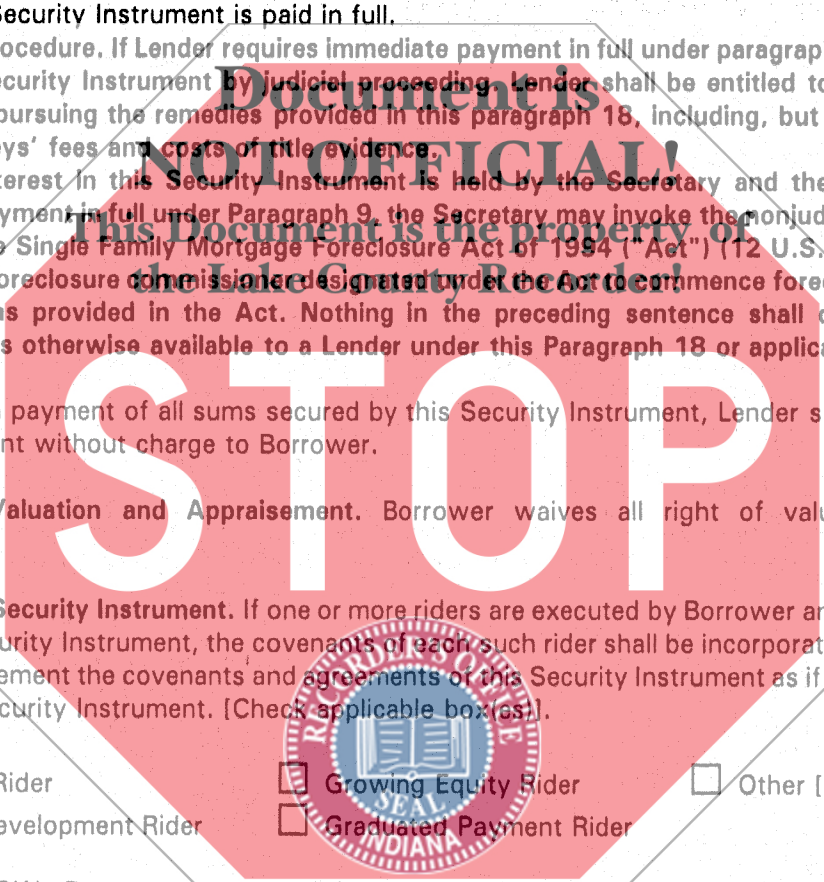 Security Instrument is paid in full.
ocedure. If Lender requires immediate payment in full under paragrap
ecurity Instrument by judicial proceeding. Lender shall be entitled to
pursuing the remedies provided in this paragraph 18, including, but
ys' fees and costs of title evidence
terest in this Security Instrument is held by the Secretary and the
yment in full under Paragraph 9, the Secretary may invoke the nonjud
e Single Family Mortgage Foreclosure Act of 1994 ("Act") (12 U.S.
oreclosure commissioner designated under the Act to commence fore
as provided in the Act. Nothing in the preceding sentence shall
s otherwise available to a Lender under this Paragraph 18 or applica
payment of all sums secured by this Security Instrument, Lender s
nt without charge to Borrower.
Valuation and Appraisement. Borrower waives all right of valu
Security Instrument. If one or more riders are executed by Borrower an
urity Instrument, the covenants of each such rider shall be incorporat
ement the covenants and agreements of this Security Instrument as if
curity Instrument. [Check applicable box(es)].
Rider Growing Equity Rider Other [
evelopment Rider Graduated Payment Rider
Document is
NOT OFFICIAL!
This Document is the property of
the Lake County Recorder!
STOP
RECORDER'S OFFICE
SEAL
INDIANA